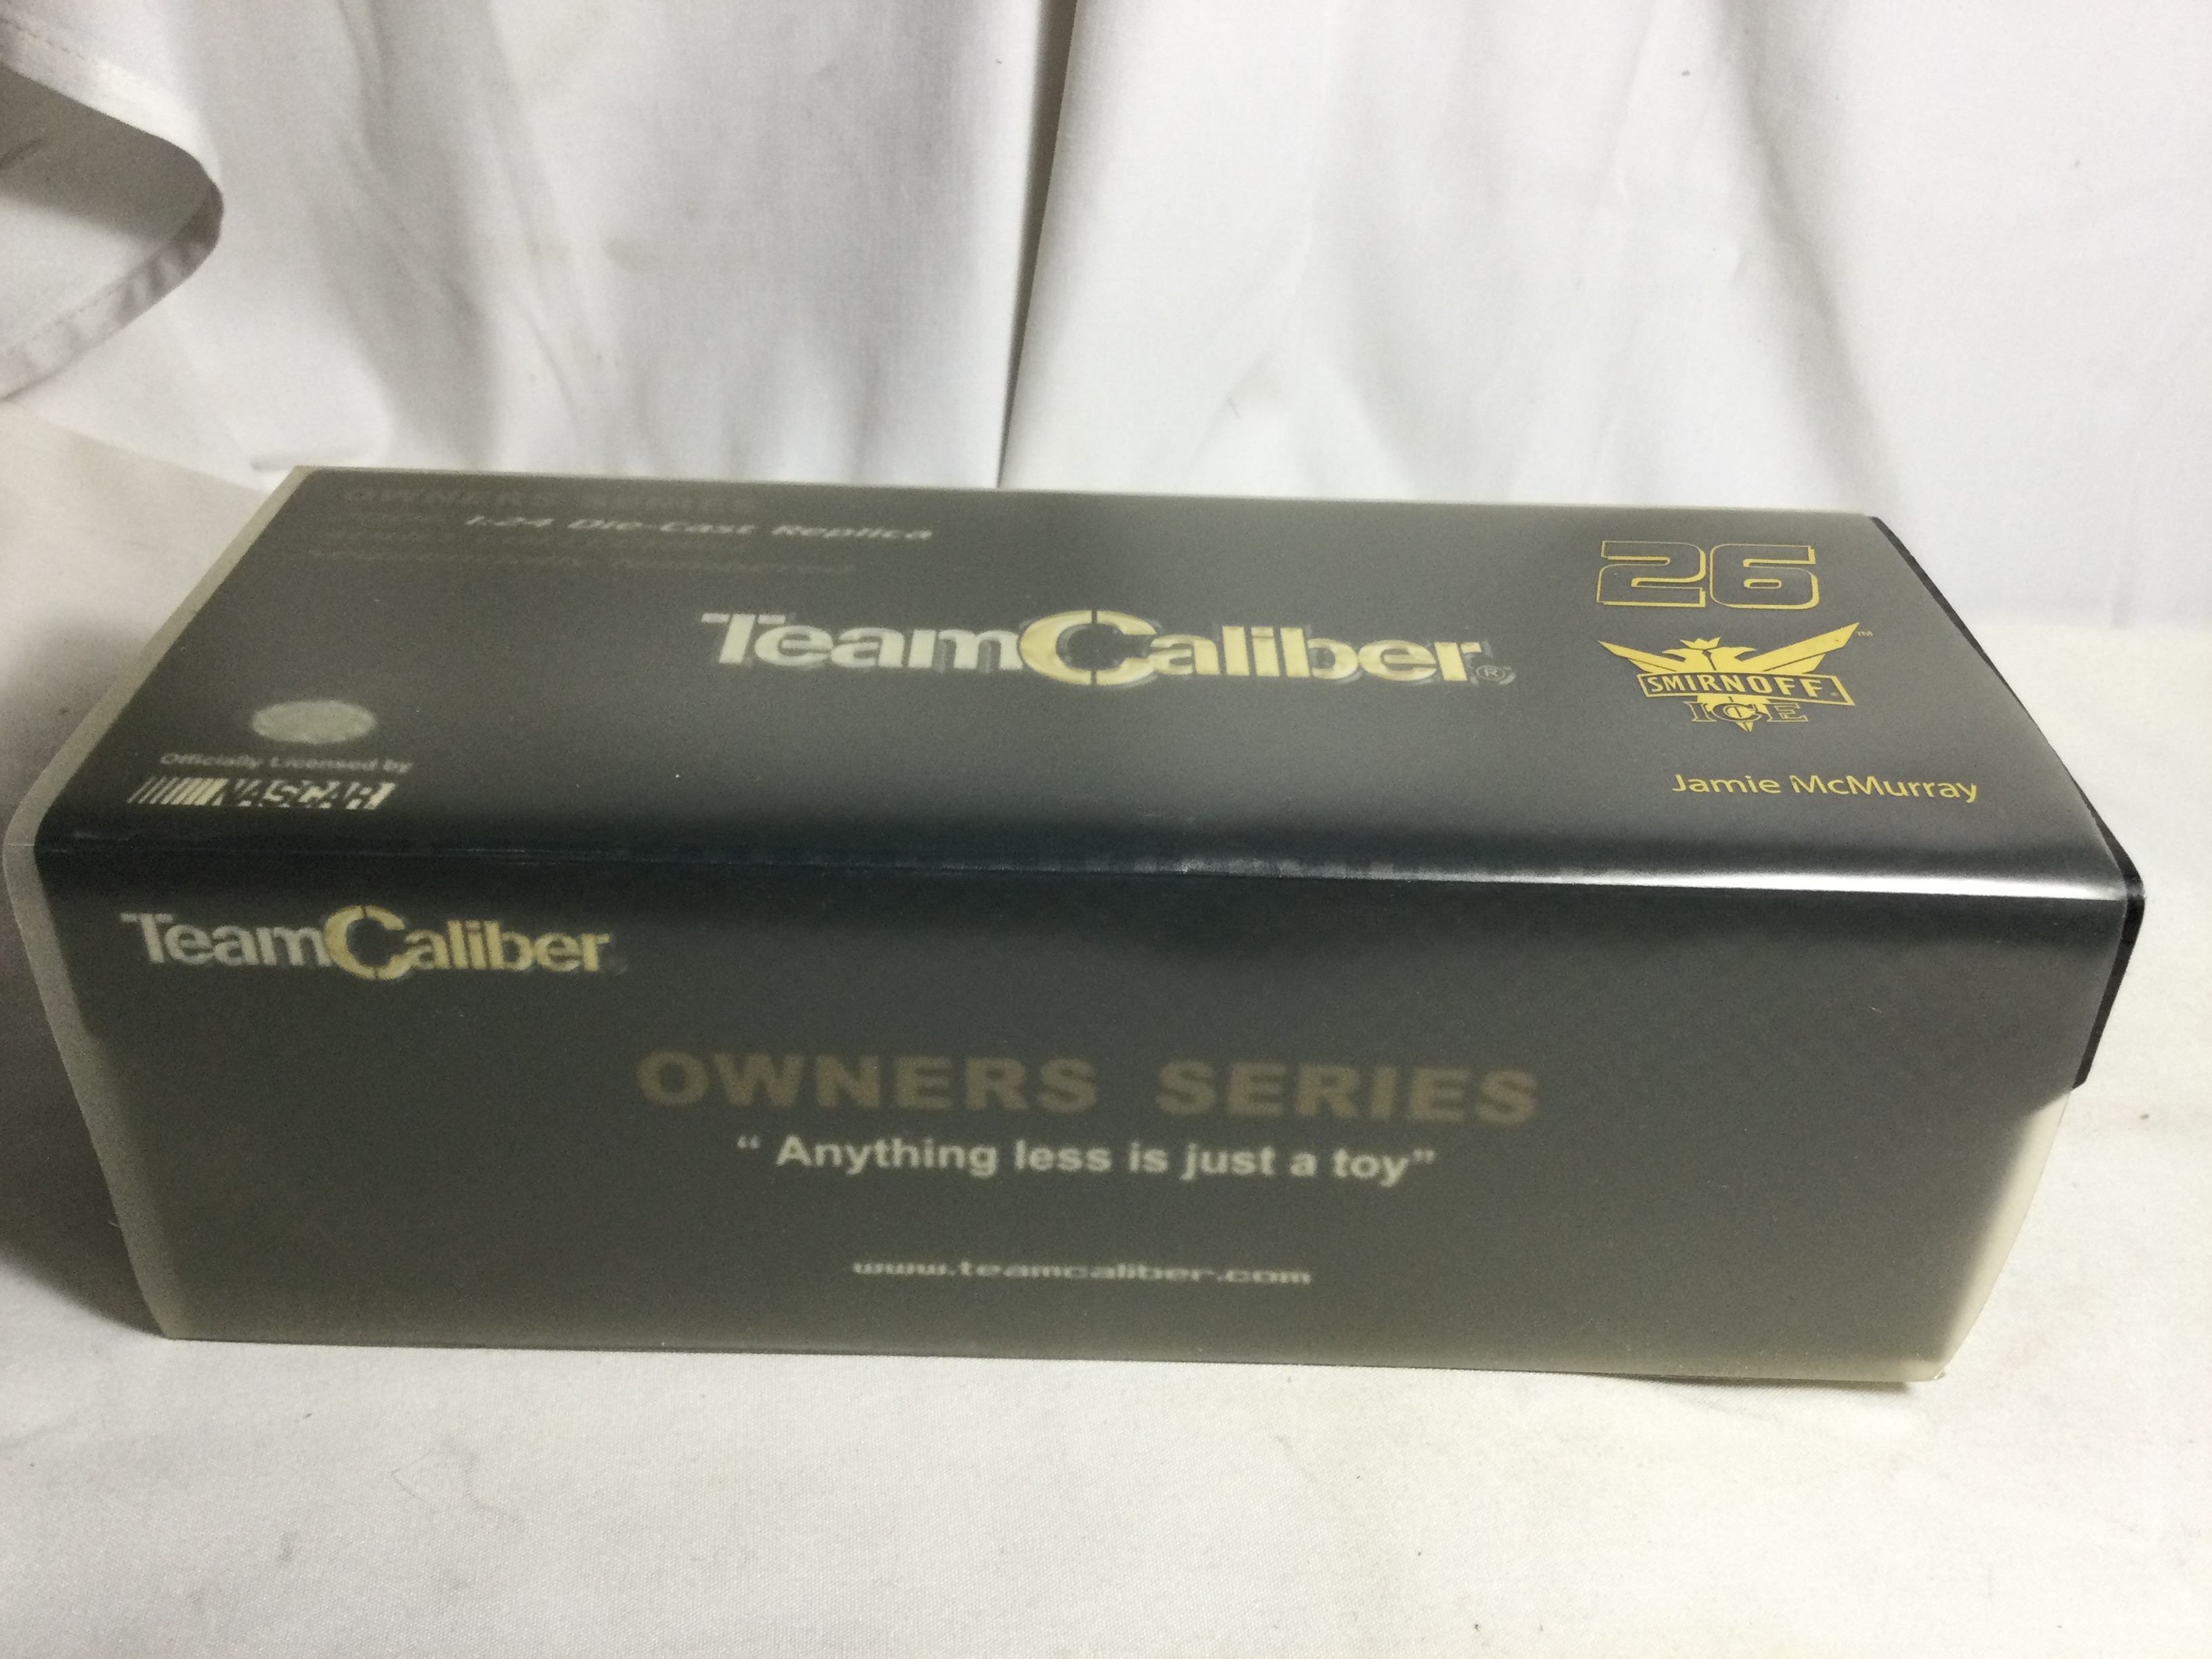 OWNERS SERIES
1:24 Die-Cast Replica
TeamCaliber®
26
SMIRNOFF™
ICE
Jamie McMurray
Officially Licensed by
NASCAR
TeamCaliber
OWNERS SERIES
“ Anything less is just a toy”
www.teamcaliber.com